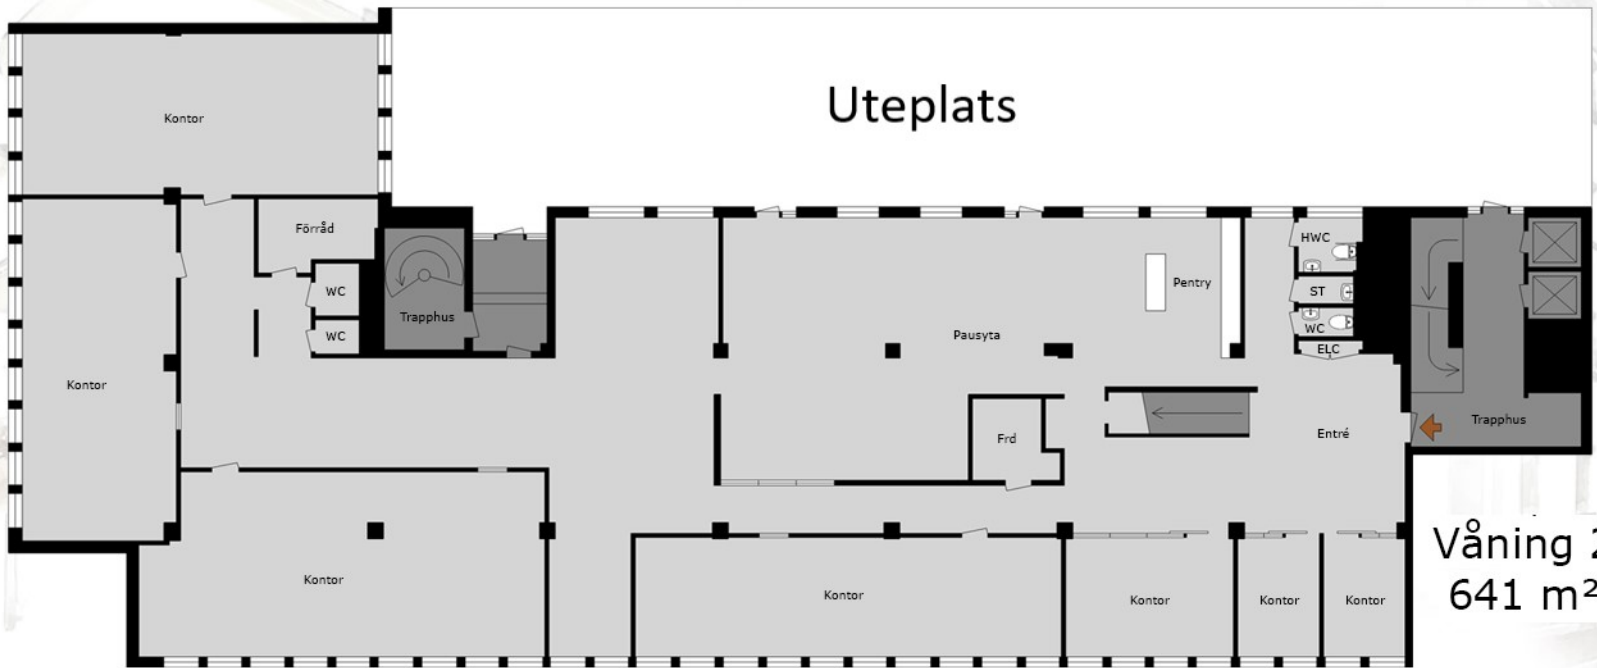 Uteplats
Kontor
Förråd
HWC
Pentry
WC
ST
Trapphus
WC
WC
Pausyta
ELC
Kontor
Trapphus
Entré
Frd
Kontor
Kontor
Kontor
Kontor
Kontor
Våning 2
641 m²